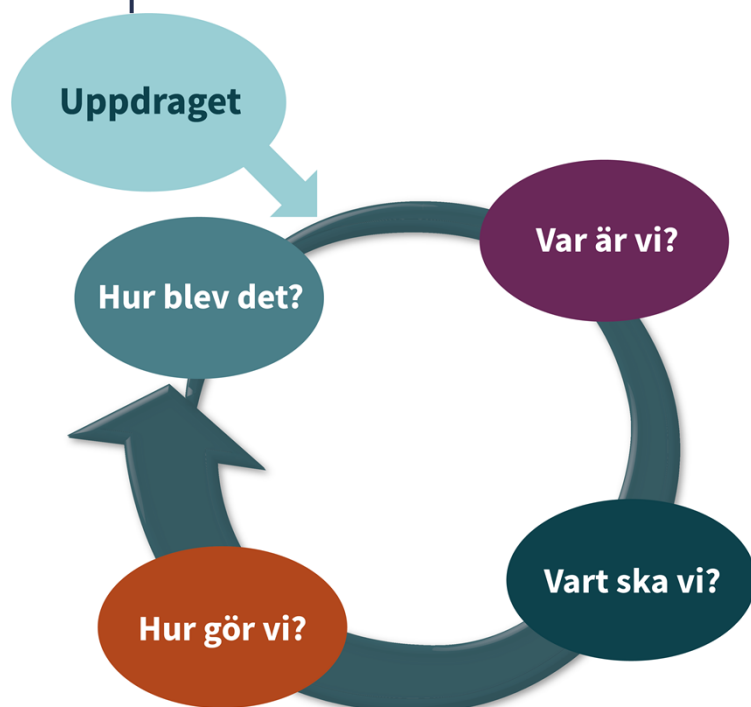 Uppdraget
Var är vi?
Hur blev det?
Vart ska vi?
Hur gör vi?